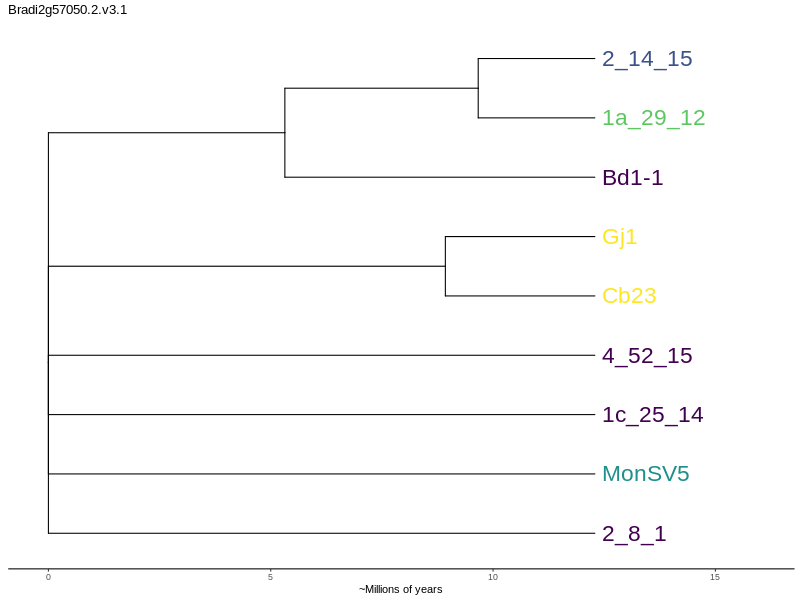 Bradi2g57050.2.v3.1
2_14_15
1a_29_12
Bd1-1
Gj1
Cb23
4_52_15
1c_25_14
MonSV5
2_8_1
0 5 10 15
~Millions of years